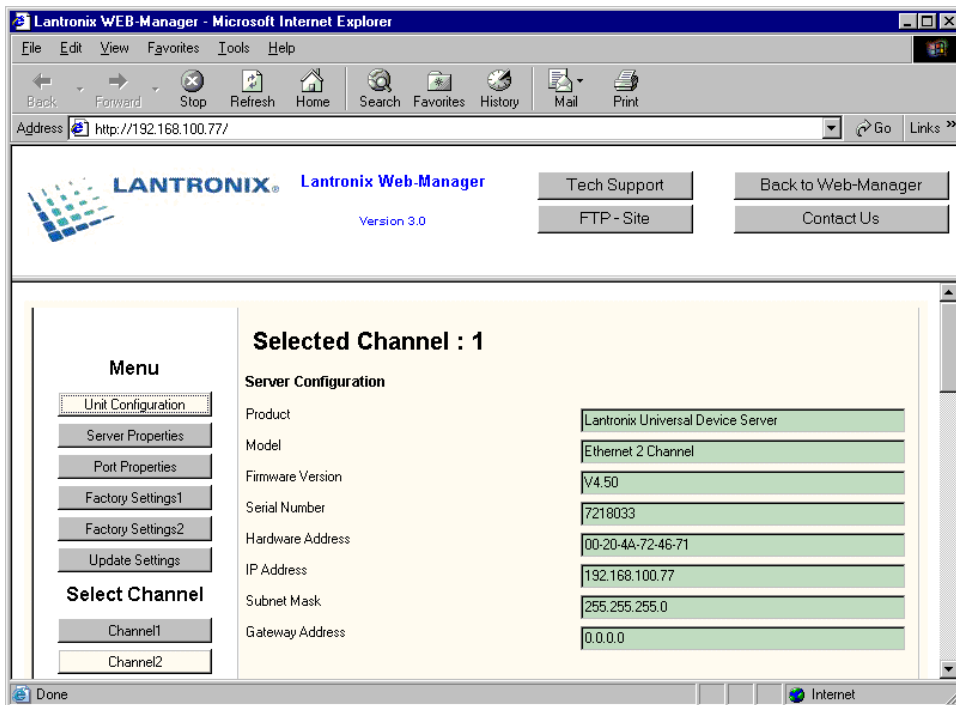 Lantronix WEB-Manager - Microsoft Internet Explorer
File Edit View Favorites Tools Help
Back Forward Stop Refresh Home Search Favorites History Mail Print
Address http://192.168.100.77/ Go Links »
LANTRONIX® Lantronix Web-Manager Tech Support Back to Web-Manager
Version 3.0 FTP - Site Contact Us
Selected Channel : 1
Menu
Server Configuration
Unit Configuration
Product Lantronix Universal Device Server
Server Properties
Model Ethernet 2 Channel
Port Properties
Firmware Version V4.50
Factory Settings1
Serial Number 7218033
Factory Settings2
Hardware Address 00-20-4A-72-46-71
Update Settings
IP Address 192.168.100.77
Select Channel
Subnet Mask 255.255.255.0
Channel1
Gateway Address 0.0.0.0
Channel2
Done Internet